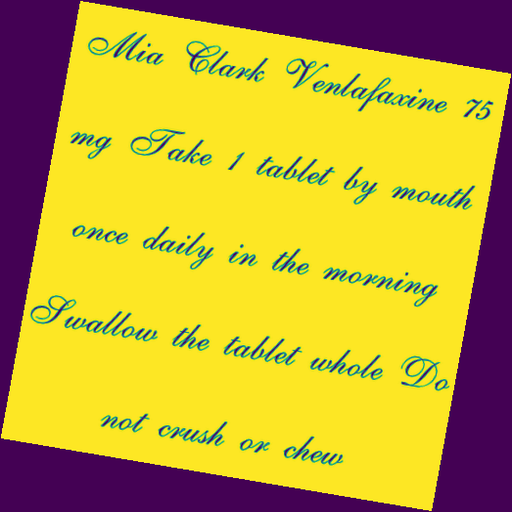 Mia Clark Venlafaxine 75
mg Take 1 tablet by mouth
once daily in the morning
Swallow the tablet whole Do
not crush or chew